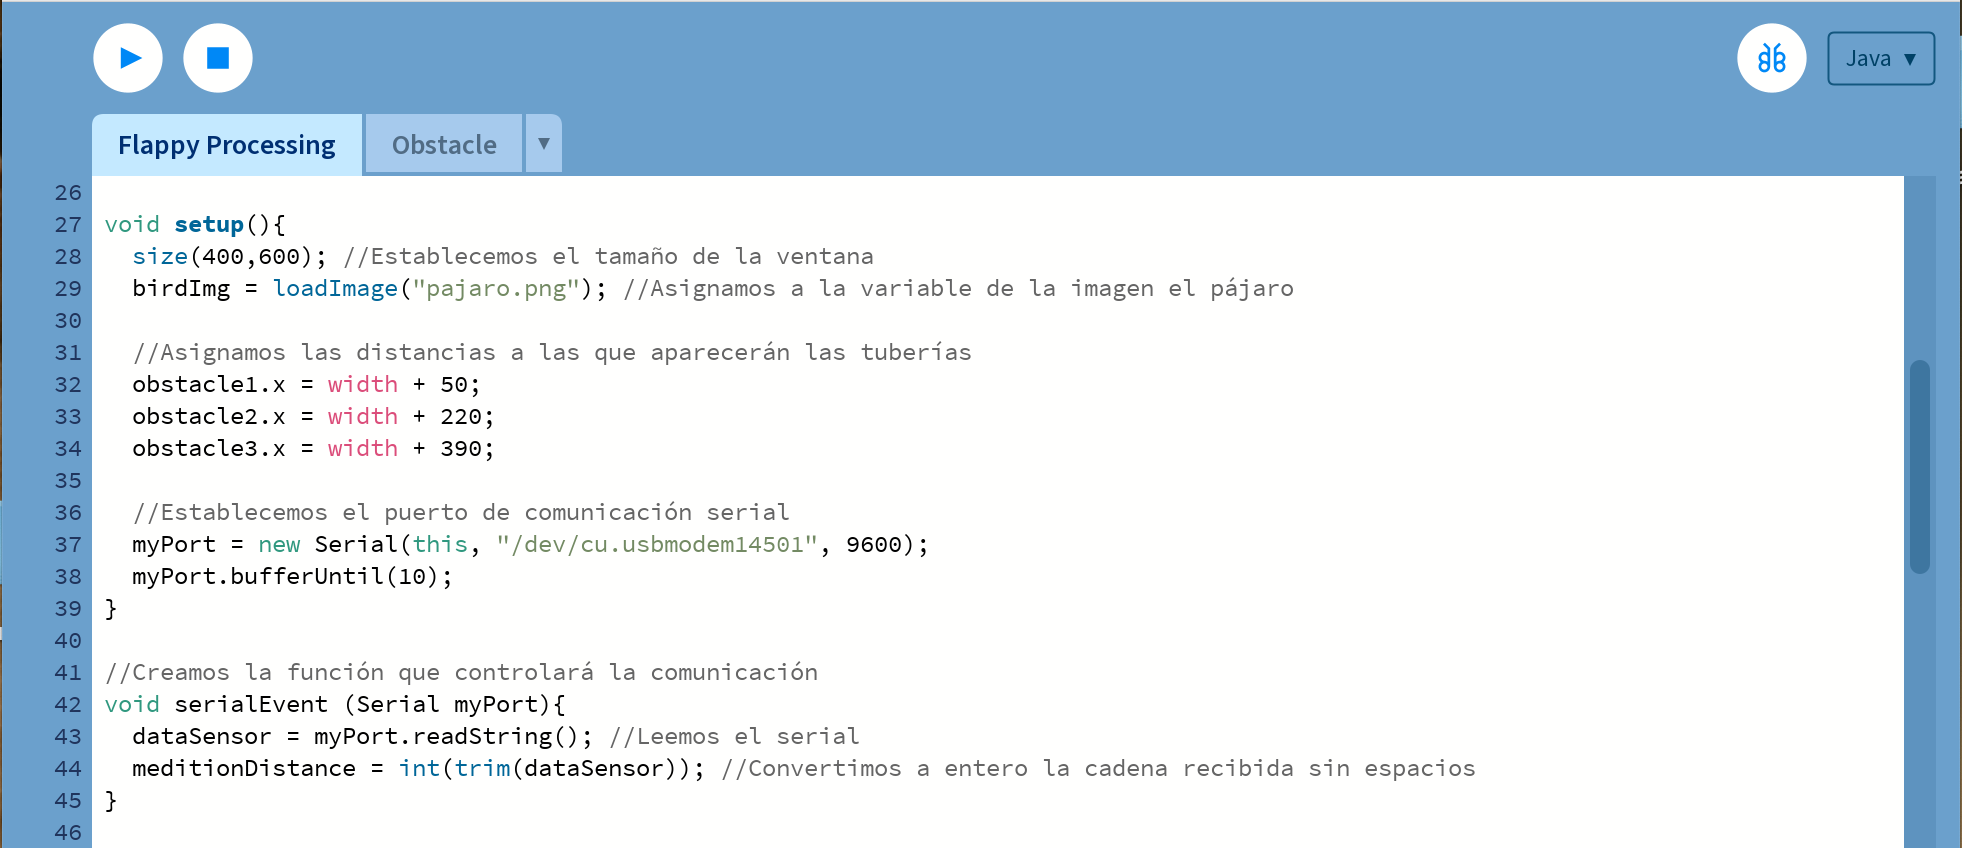 Java ▼
Flappy Processing
Obstacle
▼
26
27 void setup(){
28   size(400,600); //Establecemos el tamaño de la ventana
29   birdImg = loadImage("pajaro.png"); //Asignamos a la variable de la imagen el pájaro
30
31   //Asignamos las distancias a las que aparecerán las tuberías
32   obstacle1.x = width + 50;
33   obstacle2.x = width + 220;
34   obstacle3.x = width + 390;
35
36   //Establecemos el puerto de comunicación serial
37   myPort = new Serial(this, "/dev/cu.usbmodem14501", 9600);
38   myPort.bufferUntil(10);
39 }
40
41 //Creamos la función que controlará la comunicación
42 void serialEvent (Serial myPort){
43   dataSensor = myPort.readString(); //Leemos el serial
44   meditionDistance = int(trim(dataSensor)); //Convertimos a entero la cadena recibida sin espacios
45 }
46